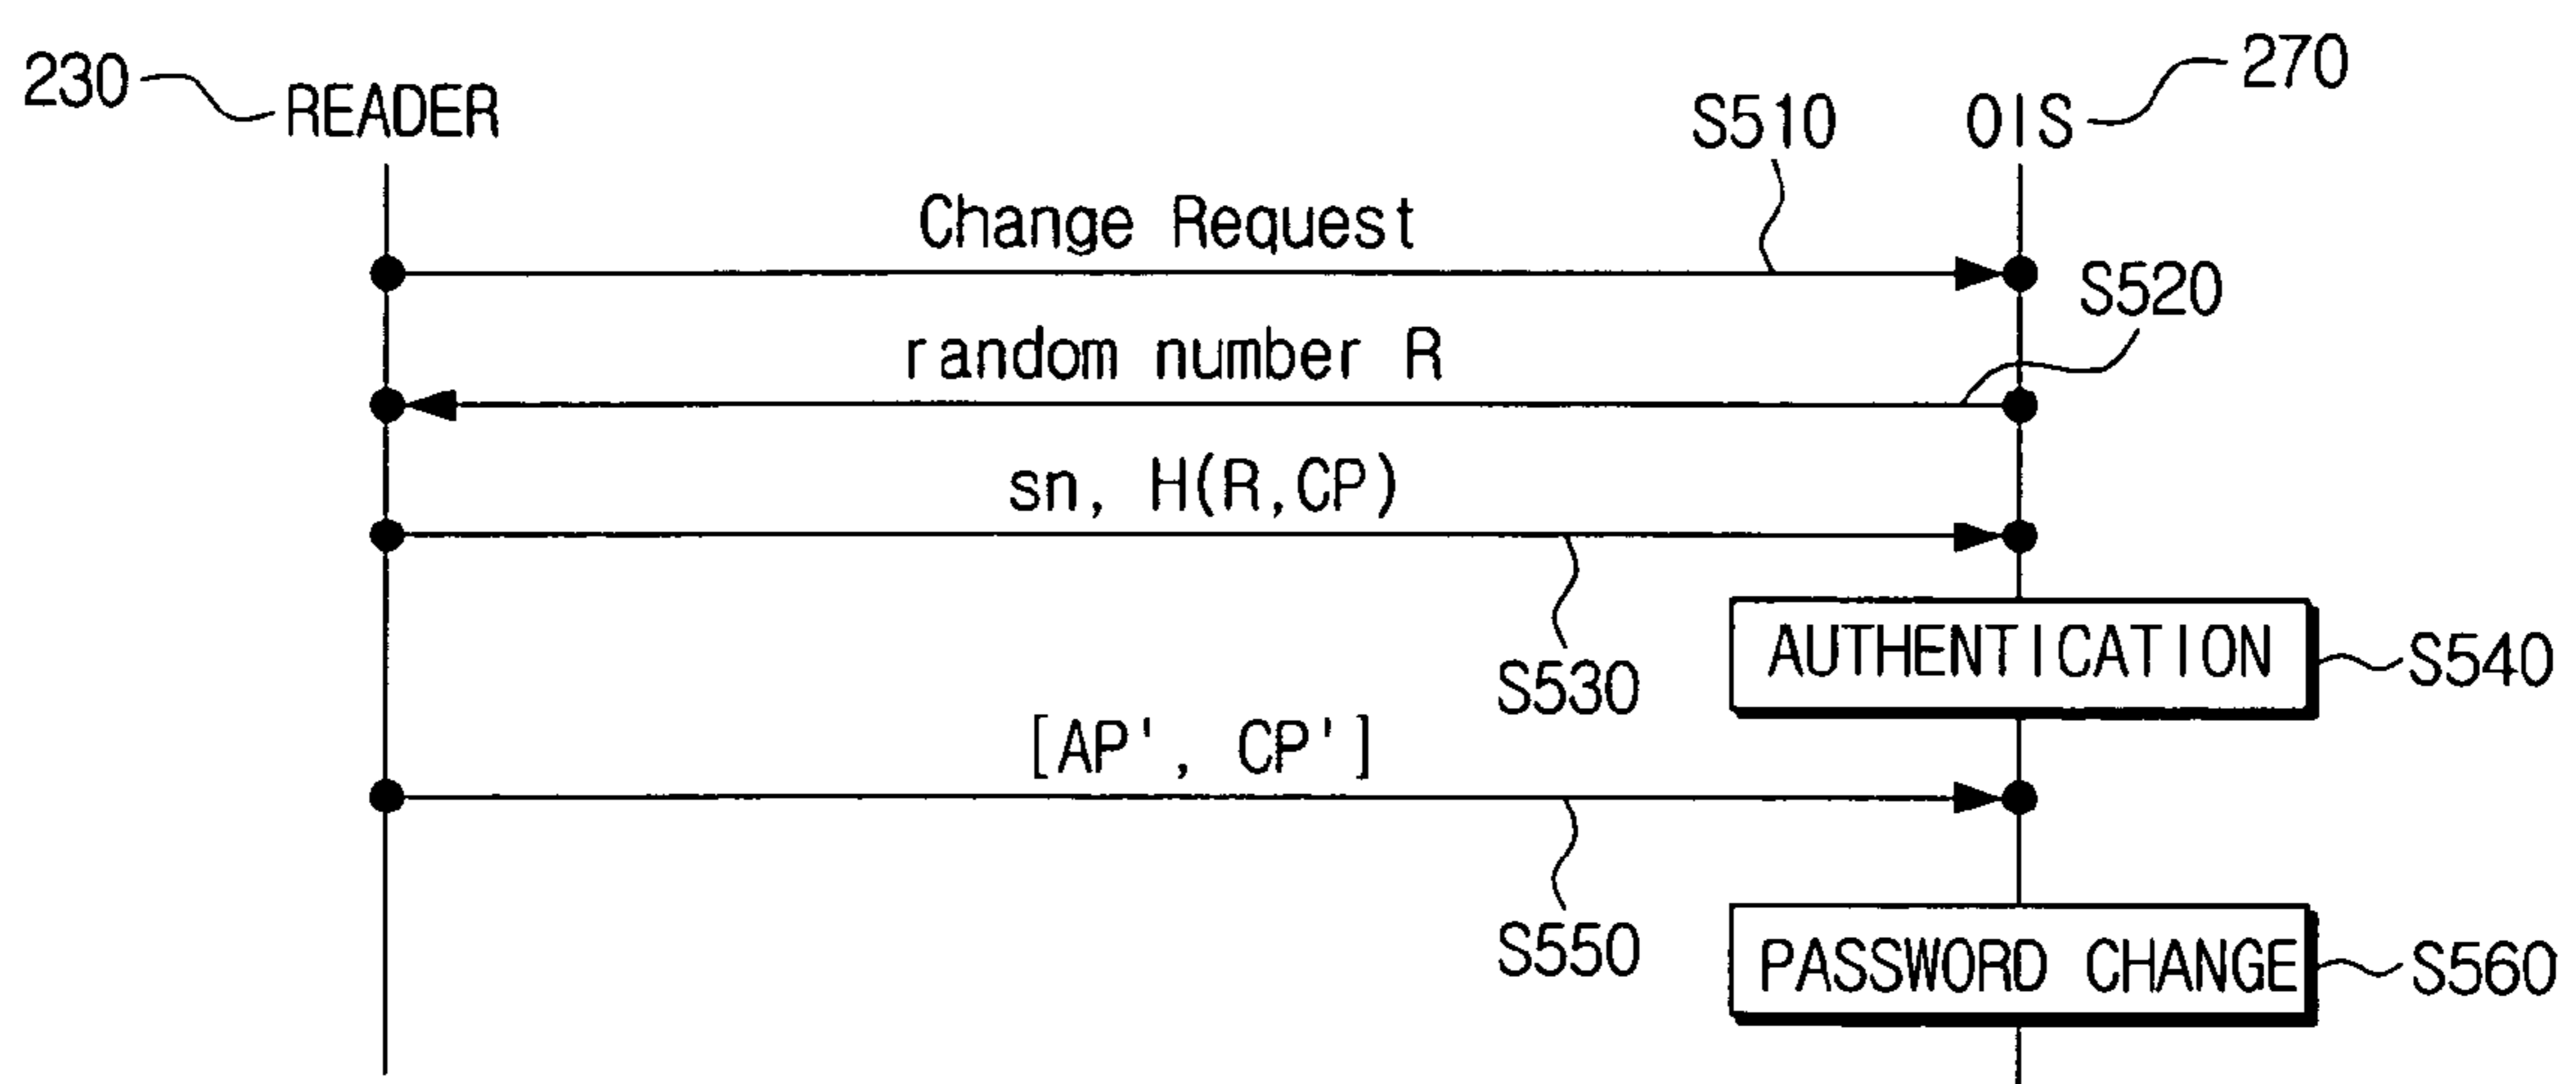 230
READER
S510
OIS
270
Change Request
S520
random number R
sn, H(R,CP)
AUTHENTICATION
S540
S530
[AP', CP']
S550
PASSWORD CHANGE
S560